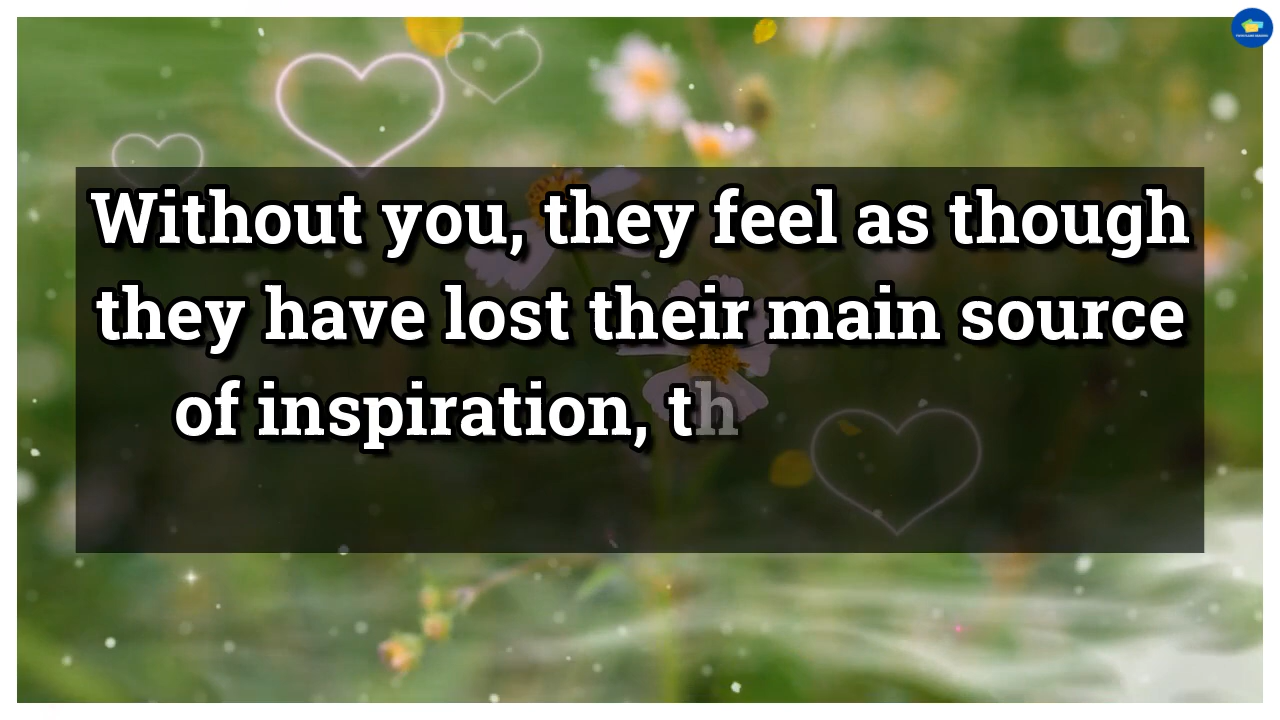 Without you, they feel as though
they have lost their main source
of inspiration, th